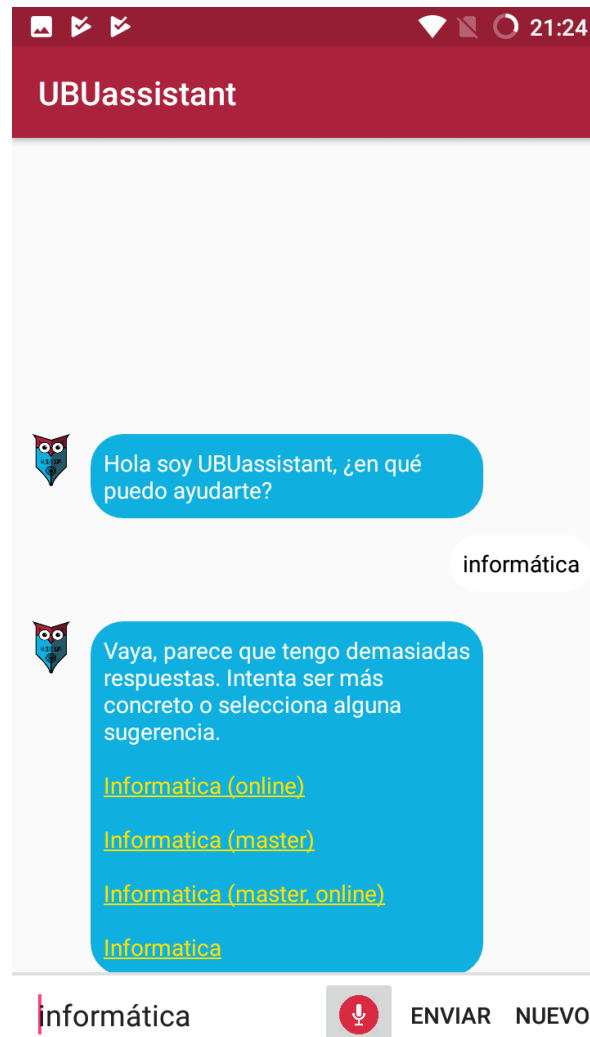 21:24
UBUassistant
Hola soy UBUassistant, ¿en qué
puedo ayudarte?
informática
Vaya, parece que tengo demasiadas
respuestas. Intenta ser más
concreto o selecciona alguna
sugerencia.
Informatica (online)
Informatica (master)
Informatica (master, online)
Informatica
informática ENVIAR NUEVO